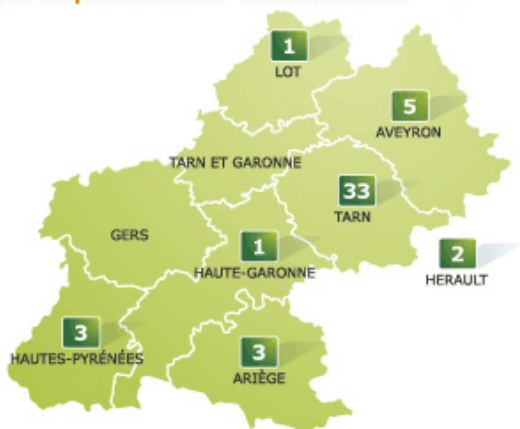 1
LOT
5
AVEYRON
TARN ET GARONNE
33
TARN
GERS
1
HAUTE-GARONNE
2
HERAULT
3
HAUTES-PYRÉNÉES
3
ARIÈGE